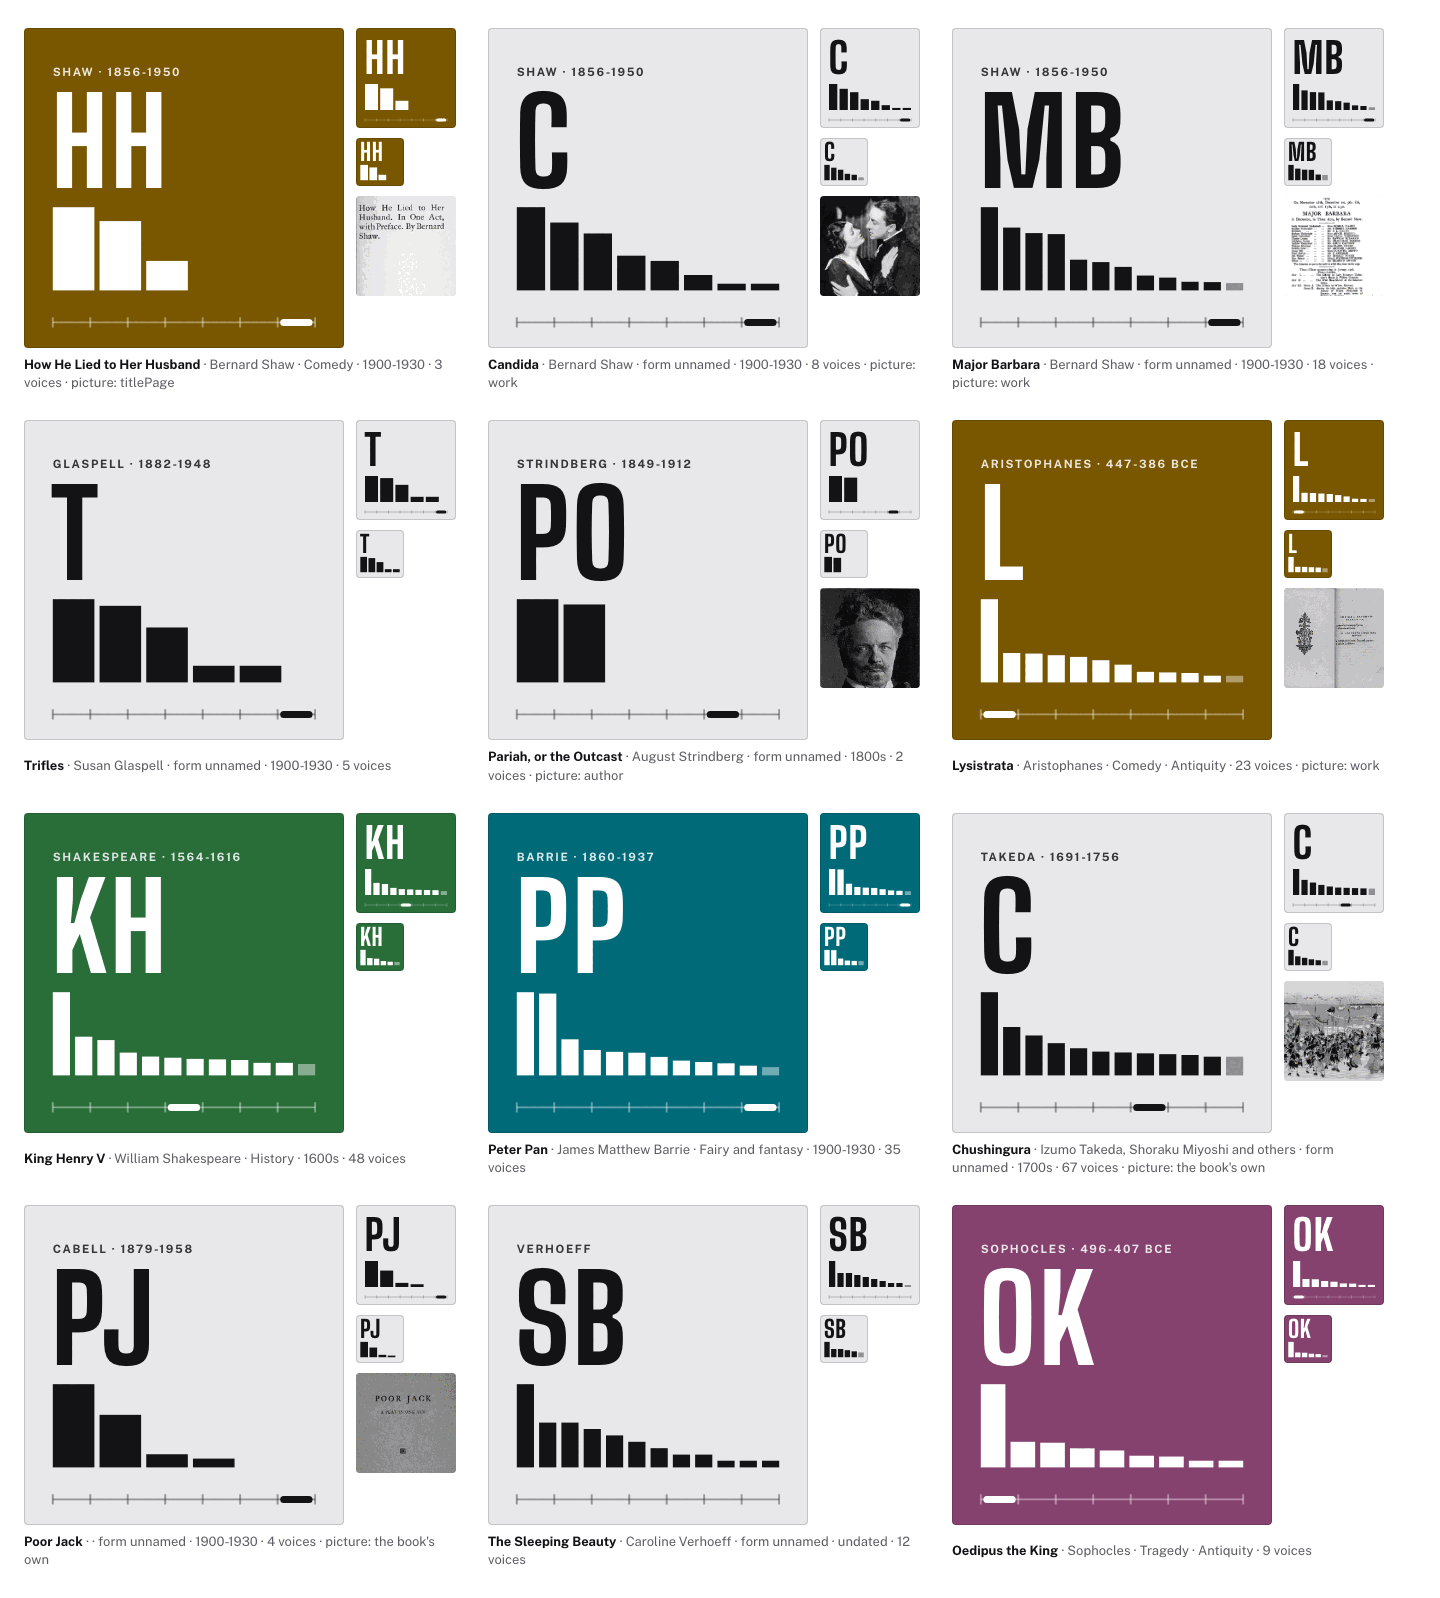 SHAW · 1856-1950
HH
HH
HH
How He Lied to Her
Husband. In One Act,
with Preface. By Bernard
Shaw.
How He Lied to Her Husband · Bernard Shaw · Comedy · 1900-1930 · 3
voices · picture: titlePage
SHAW · 1856-1950
C
C
C
Candida · Bernard Shaw · form unnamed · 1900-1930 · 8 voices · picture:
work
SHAW · 1856-1950
MB
MB
MB
MAJOR BARBARA
Major Barbara · Bernard Shaw · form unnamed · 1900-1930 · 18 voices ·
picture: work
GLASPELL · 1882-1948
T
T
T
Trifles · Susan Glaspell · form unnamed · 1900-1930 · 5 voices
STRINDBERG · 1849-1912
PO
PO
PO
Pariah, or the Outcast · August Strindberg · form unnamed · 1800s · 2
voices · picture: author
ARISTOPHANES · 447-386 BCE
L
L
L
Lysistrata · Aristophanes · Comedy · Antiquity · 23 voices · picture: work
SHAKESPEARE · 1564-1616
KH
KH
KH
King Henry V · William Shakespeare · History · 1600s · 48 voices
BARRIE · 1860-1937
PP
PP
PP
Peter Pan · James Matthew Barrie · Fairy and fantasy · 1900-1930 · 35
voices
TAKEDA · 1691-1756
C
C
C
Chushingura · Izumo Takeda, Shoraku Miyoshi and others · form
unnamed · 1700s · 67 voices · picture: the book's own
CABELL · 1879-1958
PJ
PJ
PJ
POOR JACK
Poor Jack · · form unnamed · 1900-1930 · 4 voices · picture: the book's
own
VERHOEFF
SB
SB
SB
The Sleeping Beauty · Caroline Verhoeff · form unnamed · undated · 12
voices
SOPHOCLES · 496-407 BCE
OK
OK
OK
Oedipus the King · Sophocles · Tragedy · Antiquity · 9 voices